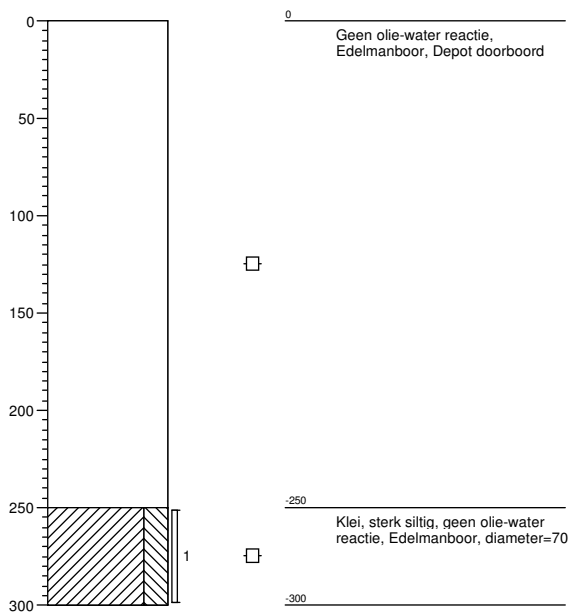 0
0
Geen olie-water reactie,
Edelmanboor, Depot doorboord
50
100
150
200
250
-250
Klei, sterk siltig, geen olie-water
reactie, Edelmanboor, diameter=70
1
300
-300